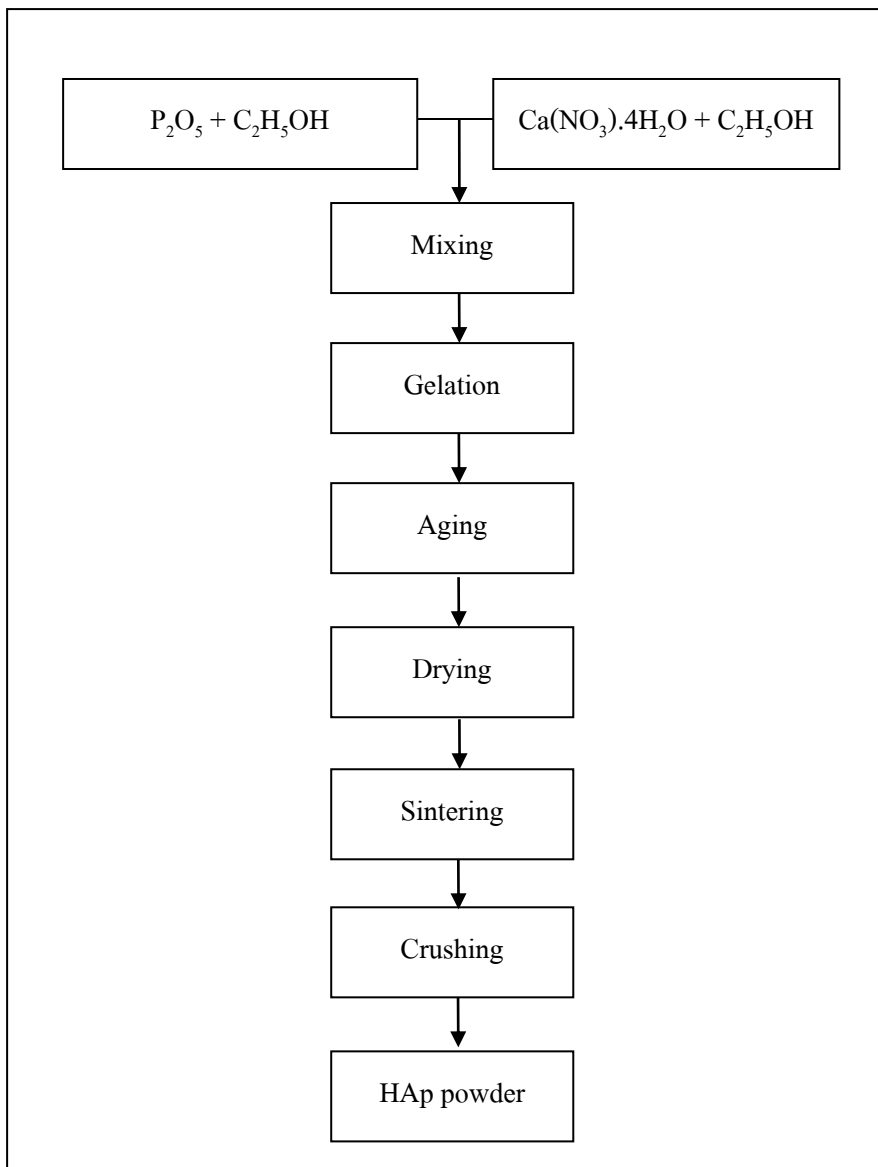 P₂O₅ + C₂H₅OH
Ca(NO₃).4H₂O + C₂H₅OH
Mixing
Gelation
Aging
Drying
Sintering
Crushing
HAp powder